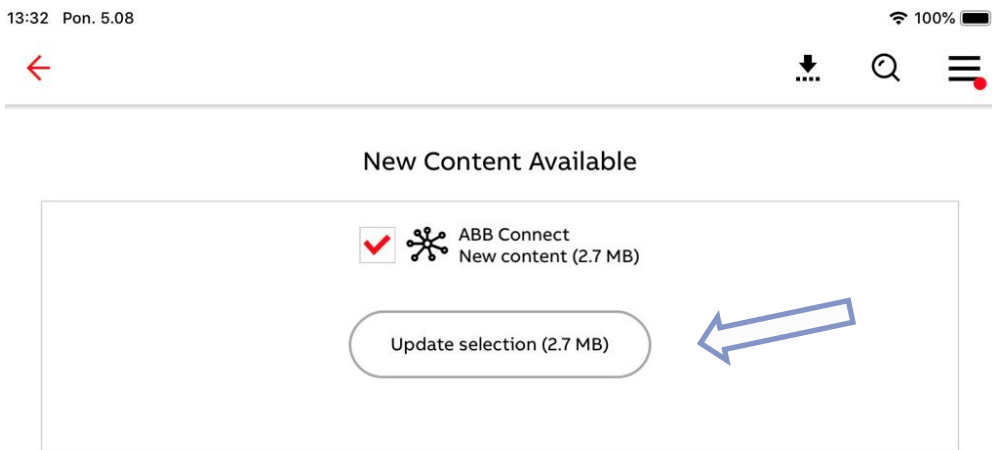 13:32 Pon. 5.08
100%
New Content Available
ABB Connect
New content (2.7 MB)
Update selection (2.7 MB)